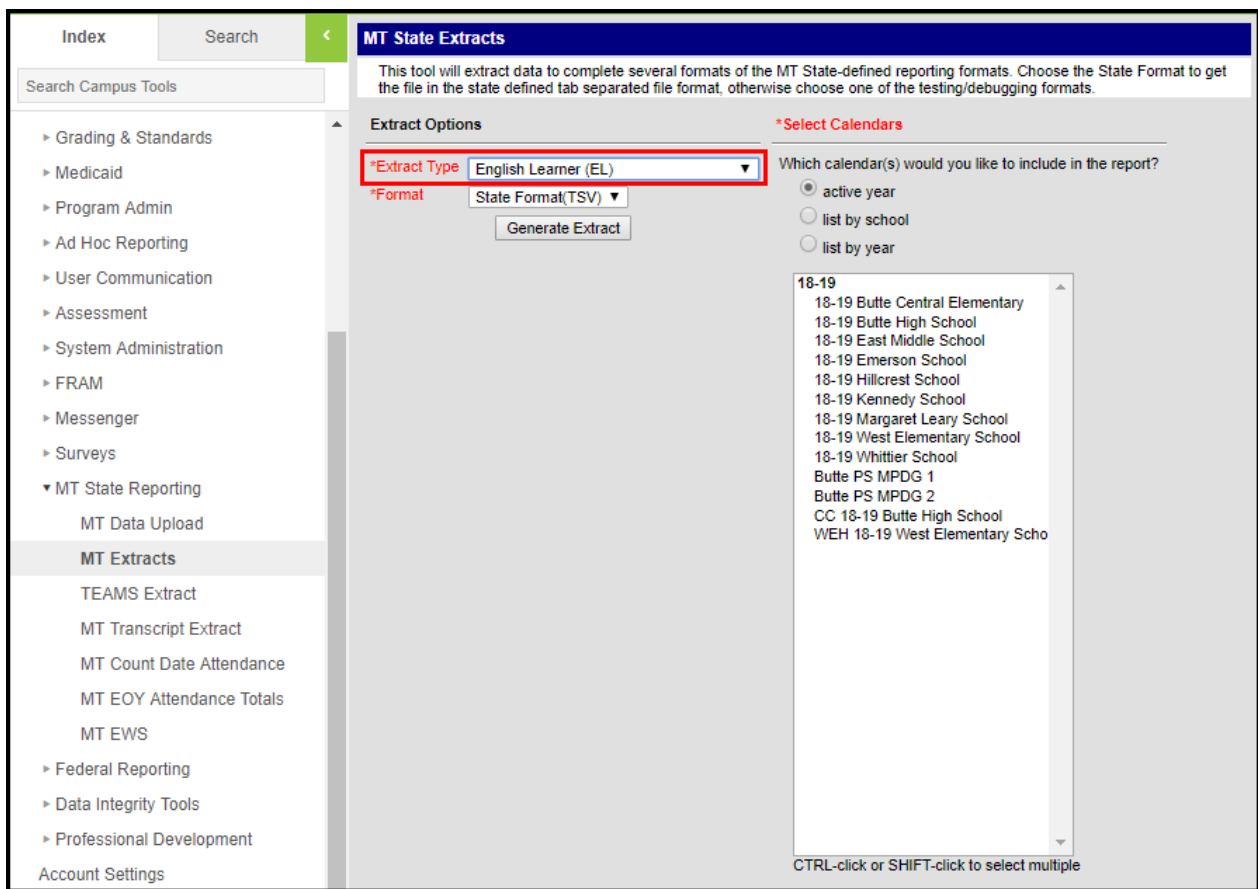 Index
Search
<
Search Campus Tools
Grading & Standards
Medicaid
Program Admin
Ad Hoc Reporting
User Communication
Assessment
System Administration
FRAM
Messenger
Surveys
MT State Reporting
MT Data Upload
MT Extracts
TEAMS Extract
MT Transcript Extract
MT Count Date Attendance
MT EOY Attendance Totals
MT EWS
Federal Reporting
Data Integrity Tools
Professional Development
Account Settings
MT State Extracts
This tool will extract data to complete several formats of the MT State-defined reporting formats. Choose the State Format to get
the file in the state defined tab separated file format, otherwise choose one of the testing/debugging formats.
Extract Options
*Extract Type English Learner (EL)
*Format State Format(TSV)
Generate Extract
*Select Calendars
Which calendar(s) would you like to include in the report?
active year
list by school
list by year
18-19
18-19 Butte Central Elementary
18-19 Butte High School
18-19 East Middle School
18-19 Emerson School
18-19 Hillcrest School
18-19 Kennedy School
18-19 Margaret Leary School
18-19 West Elementary School
18-19 Whittier School
Butte PS MPDG 1
Butte PS MPDG 2
CC 18-19 Butte High School
WEH 18-19 West Elementary Scho
CTRL-click or SHIFT-click to select multiple